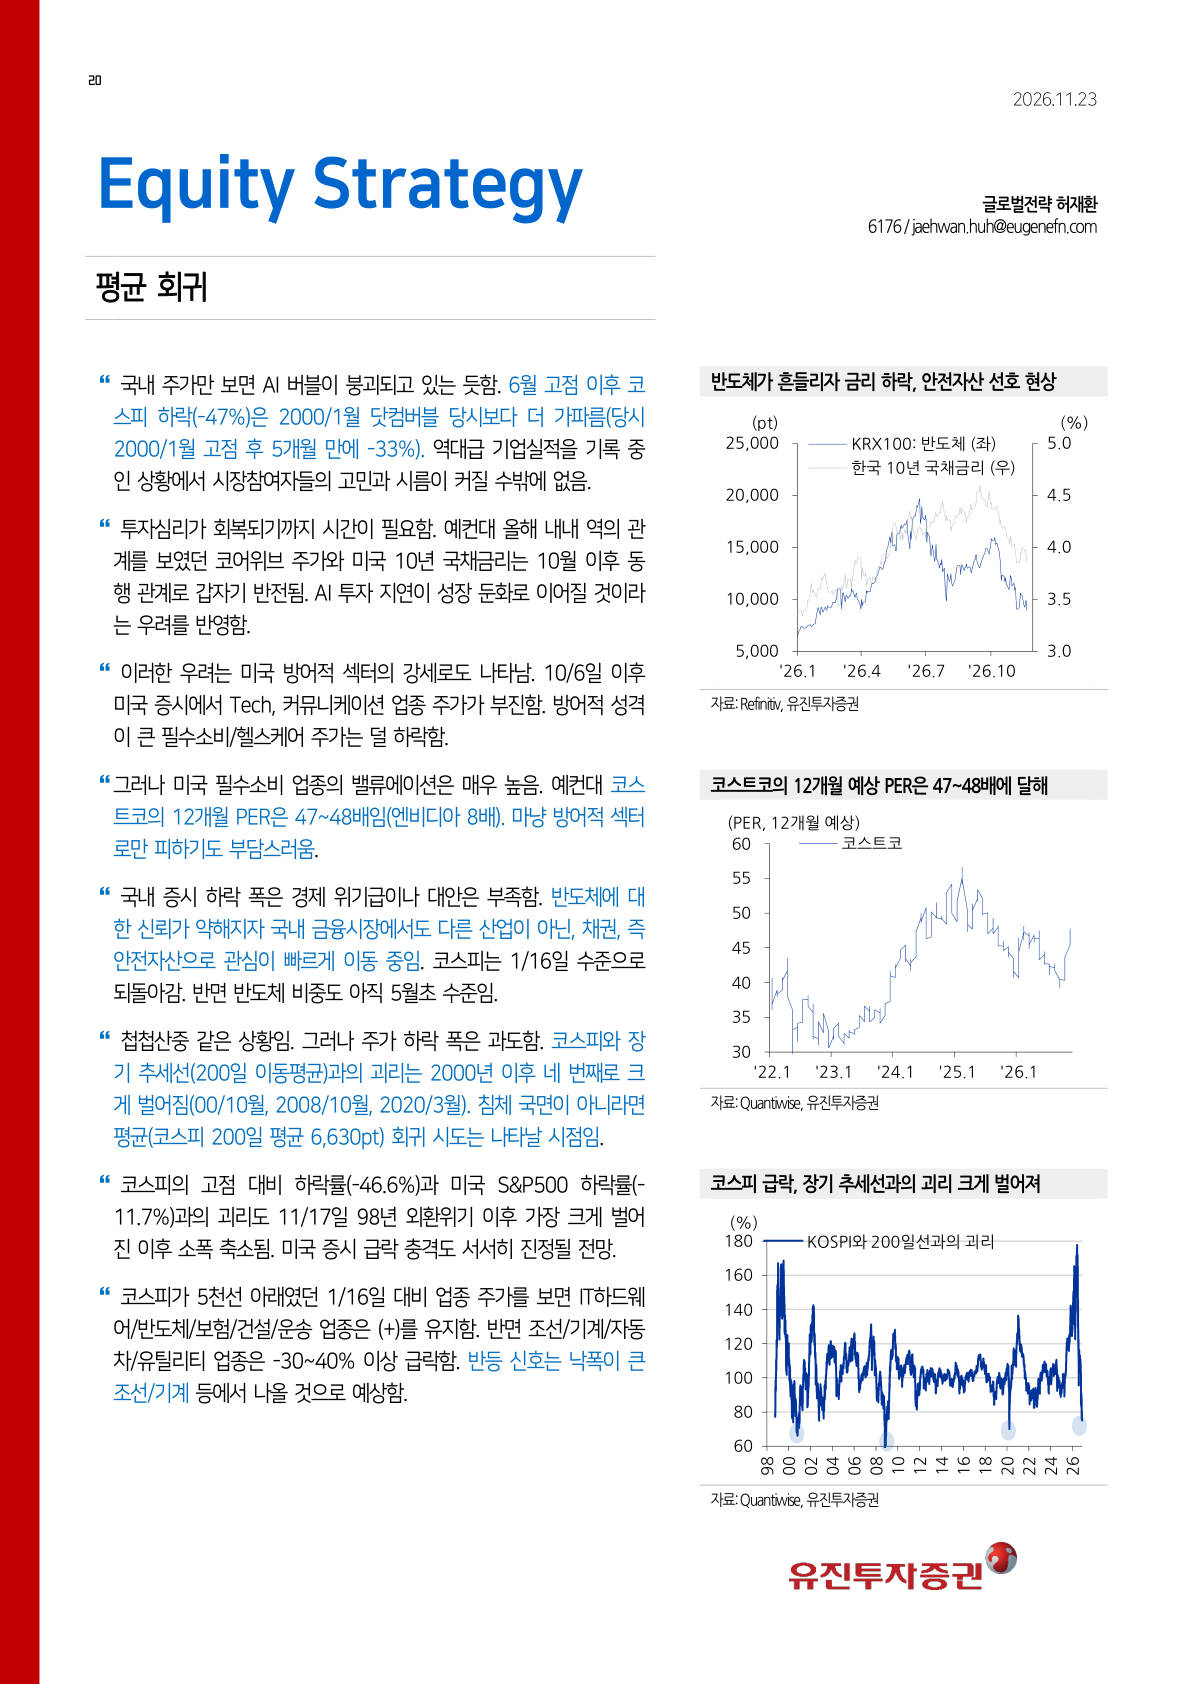 20
2026.11.23
Equity Strategy
글로벌전략 허재환
6176 / jaehwan.huh@eugenefn.com
평균 회귀
“ 국내 주가만 보면 AI 버블이 붕괴되고 있는 듯함. 6월 고점 이후 코
스피 하락(-47%)은 2000/1월 닷컴버블 당시보다 더 가파름(당시
2000/1월 고점 후 5개월 만에 -33%). 역대급 기업실적을 기록 중
인 상황에서 시장참여자들의 고민과 시름이 커질 수밖에 없음.
“ 투자심리가 회복되기까지 시간이 필요함. 예컨대 올해 내내 역의 관
계를 보였던 코어위브 주가와 미국 10년 국채금리는 10월 이후 동
행 관계로 갑자기 반전됨. AI 투자 지연이 성장 둔화로 이어질 것이라
는 우려를 반영함.
“ 이러한 우려는 미국 방어적 섹터의 강세로도 나타남. 10/6일 이후
미국 증시에서 Tech, 커뮤니케이션 업종 주가가 부진함. 방어적 성격
이 큰 필수소비/헬스케어 주가는 덜 하락함.
“ 그러나 미국 필수소비 업종의 밸류에이션은 매우 높음. 예컨대 코스
트코의 12개월 PER은 47~48배임(엔비디아 8배). 마냥 방어적 섹터
로만 피하기도 부담스러움.
“ 국내 증시 하락 폭은 경제 위기급이나 대안은 부족함. 반도체에 대
한 신뢰가 약해지자 국내 금융시장에서도 다른 산업이 아닌, 채권, 즉
안전자산으로 관심이 빠르게 이동 중임. 코스피는 1/16일 수준으로
되돌아감. 반면 반도체 비중도 아직 5월초 수준임.
“ 첩첩산중 같은 상황임. 그러나 주가 하락 폭은 과도함. 코스피와 장
기 추세선(200일 이동평균)과의 괴리는 2000년 이후 네 번째로 크
게 벌어짐(00/10월, 2008/10월, 2020/3월). 침체 국면이 아니라면
평균(코스피 200일 평균 6,630pt) 회귀 시도는 나타날 시점임.
“ 코스피의 고점 대비 하락률(-46.6%)과 미국 S&P500 하락률(-
11.7%)과의 괴리도 11/17일 98년 외환위기 이후 가장 크게 벌어
진 이후 소폭 축소됨. 미국 증시 급락 충격도 서서히 진정될 전망.
“ 코스피가 5천선 아래였던 1/16일 대비 업종 주가를 보면 IT하드웨
어/반도체/보험/건설/운송 업종은 (+)를 유지함. 반면 조선/기계/자동
차/유틸리티 업종은 -30~40% 이상 급락함. 반등 신호는 낙폭이 큰
조선/기계 등에서 나올 것으로 예상함.
반도체가 흔들리자 금리 하락, 안전자산 선호 현상
(pt) (%)
25,000 5.0
KRX100: 반도체 (좌)
한국 10년 국채금리 (우)
20,000 4.5
15,000 4.0
10,000 3.5
5,000 3.0
'26.1 '26.4 '26.7 '26.10
자료: Refinitiv, 유진투자증권
코스트코의 12개월 예상 PER은 47~48배에 달해
(PER, 12개월 예상)
60
코스트코
55
50
45
40
35
30
'22.1 '23.1 '24.1 '25.1 '26.1
자료: Quantiwise, 유진투자증권
코스피 급락, 장기 추세선과의 괴리 크게 벌어져
(%)
180
KOSPI와 200일선과의 괴리
160
140
120
100
80
60
98 00 02 04 06 08 10 12 14 16 18 20 22 24 26
자료: Quantiwise, 유진투자증권
유진투자증권